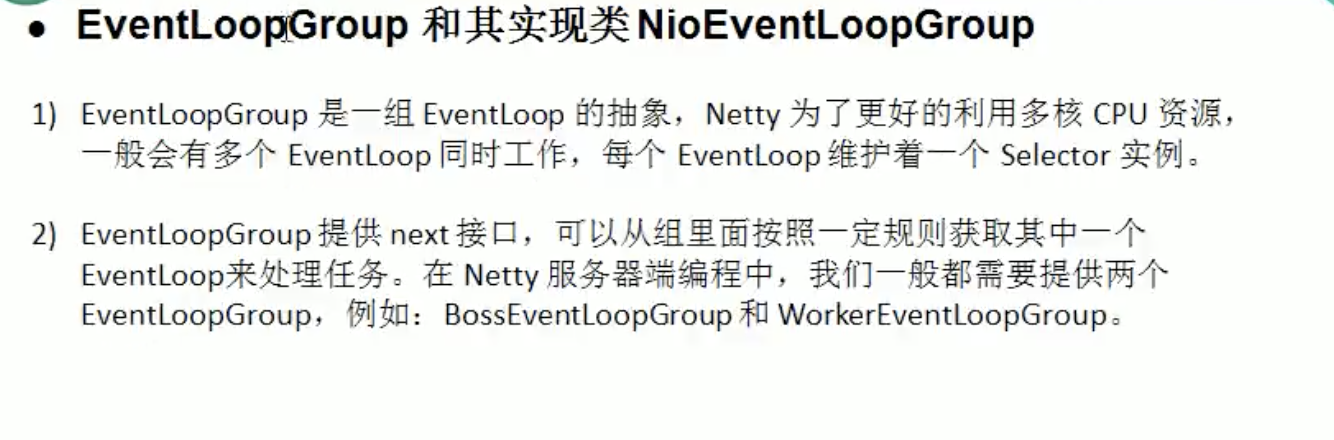 ● EventLoopGroup 和其实现类 NioEventLoopGroup
1) EventLoopGroup 是一组 EventLoop 的抽象，Netty 为了更好的利用多核 CPU 资源，
一般会有多个 EventLoop 同时工作，每个 EventLoop 维护着一个 Selector 实例。
2) EventLoopGroup 提供 next 接口，可以从组里面按照一定规则获取其中一个
EventLoop来处理任务。在 Netty 服务器端编程中，我们一般都需要提供两个
EventLoopGroup，例如：BossEventLoopGroup 和 WorkerEventLoopGroup。